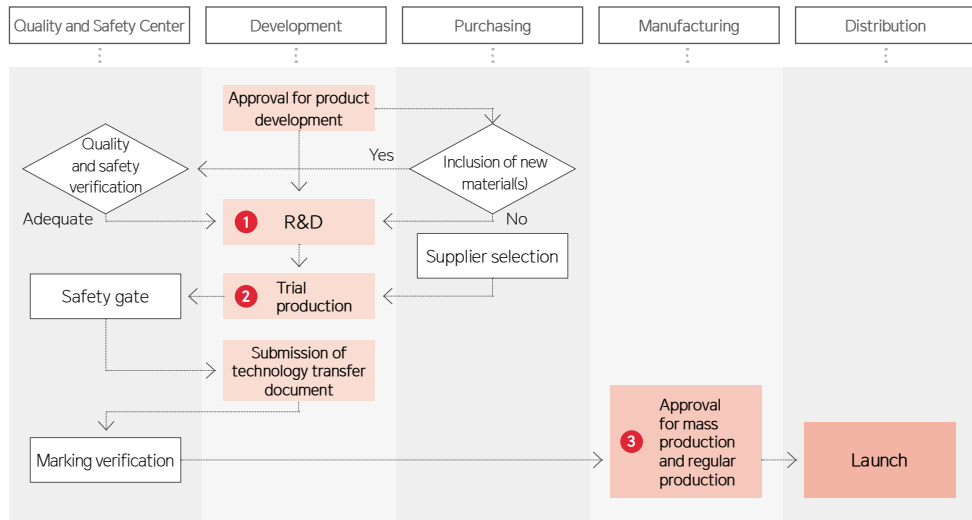 Quality and Safety Center
Development
Purchasing
Manufacturing
Distribution
Approval for product
development
Quality
and safety
verification
Yes
Inclusion of new
material(s)
Adequate
1
R&D
No
Supplier selection
Safety gate
2
Trial
production
Submission of
technology transfer
document
Marking verification
3
Approval
for mass
production
and regular
production
Launch